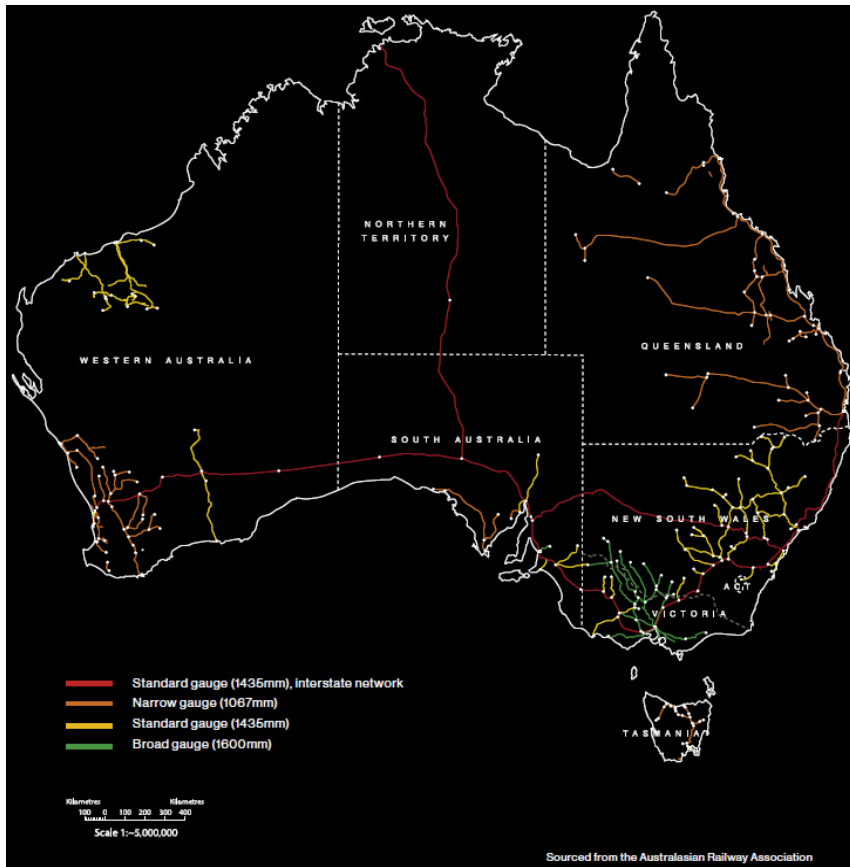 NORTHERN
TERRITORY
WESTERN AUSTRALIA
QUEENSLAND
SOUTH AUSTRALIA
NEW SOUTH WALES
ACT
VICTORIA
TASMANIA
Standard gauge (1435mm), interstate network
Narrow gauge (1067mm)
Standard gauge (1435mm)
Broad gauge (1600mm)
Kilometres Kilometres
100 0 100 200 300 400
Scale 1:~5,000,000
Sourced from the Australasian Railway Association